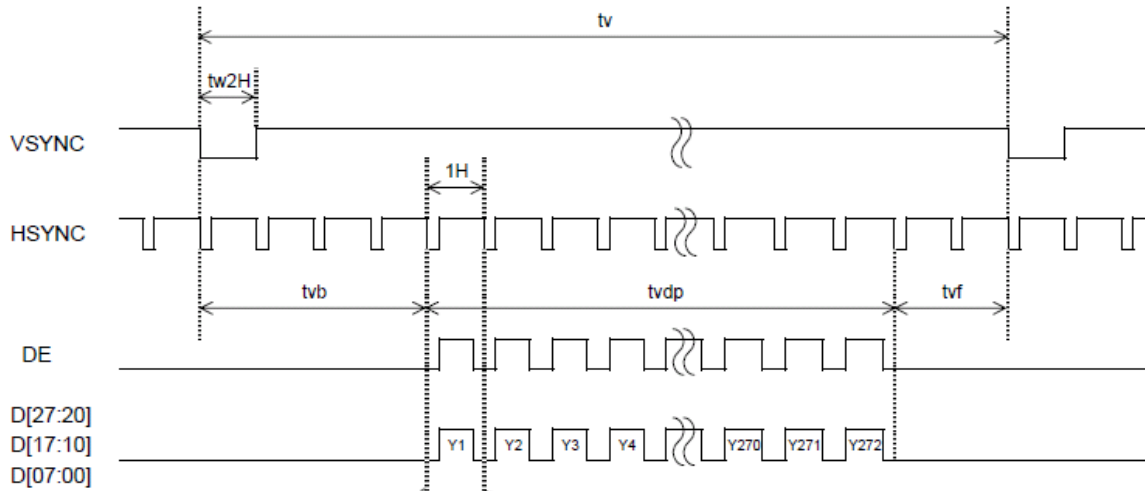 tv
tw2H
VSYNC
1H
HSYNC
tvb tvdp tvf
DE
D[27:20]
D[17:10] Y1 Y2 Y3 Y4 Y270 Y271 Y272
D[07:00]